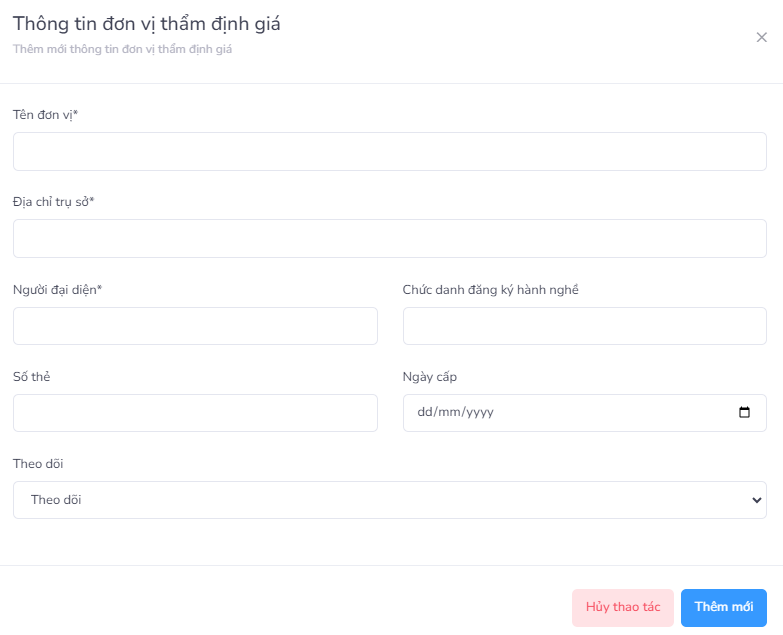 Thông tin đơn vị thẩm định giá
Thêm mới thông tin đơn vị thẩm định giá
Tên đơn vị*
Địa chỉ trụ sở*
Người đại diện*
Chức danh đăng ký hành nghề
Số thẻ
Ngày cấp
dd/mm/yyyy
Theo dõi
Theo dõi
Hủy thao tác
Thêm mới